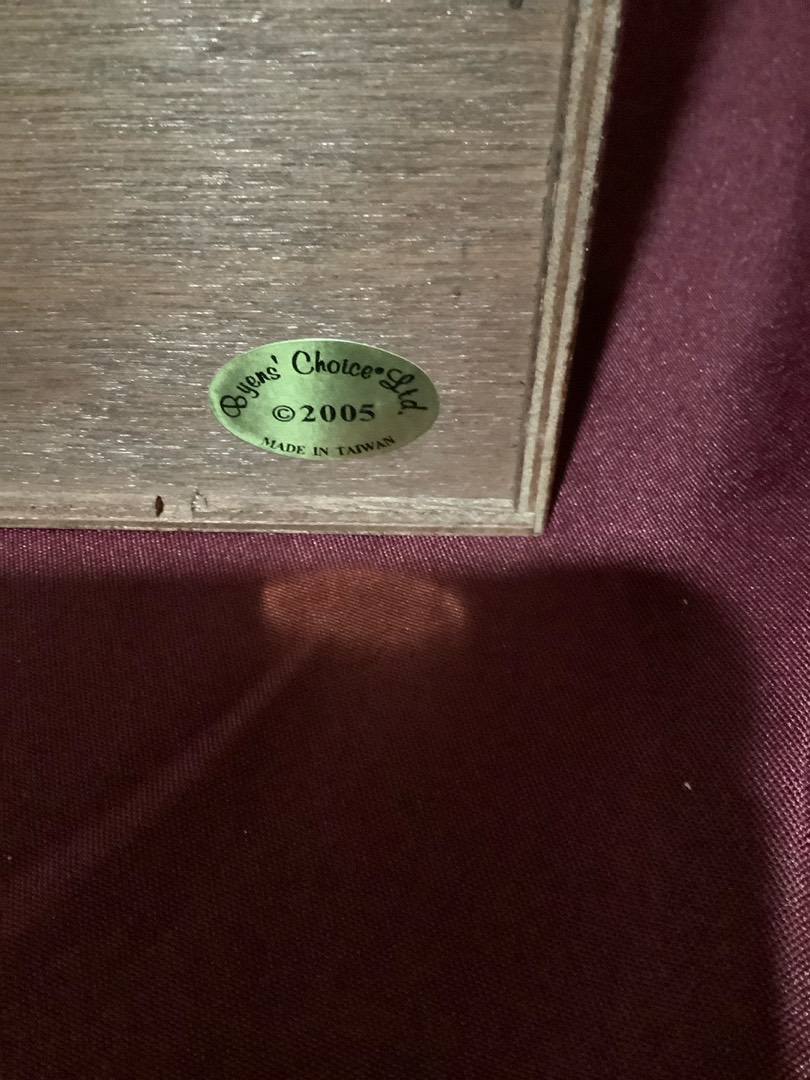 Byers' Choice® Ltd.
©2005
MADE IN TAIWAN